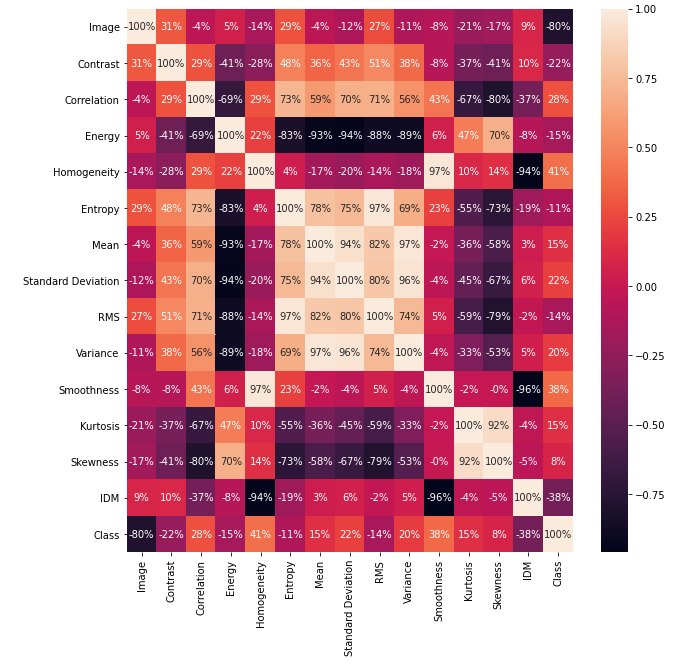 Image 100% 31% -4% 5% -14% 29% -4% -12% 27% -11% -8% -21% -17% 9% -80%
Contrast 31% 100% 29% -41% -28% 48% 36% 43% 51% 38% -8% -37% -41% 10% -22%
Correlation -4% 29% 100% -69% 29% 73% 59% 70% 71% 56% 43% -67% -80% -37% 28%
Energy 5% -41% -69% 100% 22% -83% -93% -94% -88% -89% 6% 47% 70% -8% -15%
Homogeneity -14% -28% 29% 22% 100% 4% -17% -20% -14% -18% 97% 10% 14% -94% 41%
Entropy 29% 48% 73% -83% 4% 100% 78% 75% 97% 69% 23% -55% -73% -19% -11%
Mean -4% 36% 59% -93% -17% 78% 100% 94% 82% 97% -2% -36% -58% 3% 15%
Standard Deviation -12% 43% 70% -94% -20% 75% 94% 100% 80% 96% -4% -45% -67% 6% 22%
RMS 27% 51% 71% -88% -14% 97% 82% 80% 100% 74% 5% -59% -79% -2% -14%
Variance -11% 38% 56% -89% -18% 69% 97% 96% 74% 100% -4% -33% -53% 5% 20%
Smoothness -8% -8% 43% 6% 97% 23% -2% -4% 5% -4% 100% -2% -0% -96% 38%
Kurtosis -21% -37% -67% 47% 10% -55% -36% -45% -59% -33% -2% 100% 92% -4% 15%
Skewness -17% -41% -80% 70% 14% -73% -58% -67% -79% -53% -0% 92% 100% -5% 8%
IDM 9% 10% -37% -8% -94% -19% 3% 6% -2% 5% -96% -4% -5% 100% -38%
Class -80% -22% 28% -15% 41% -11% 15% 22% -14% 20% 38% 15% 8% -38% 100%
Image Contrast Correlation Energy Homogeneity Entropy Mean Standard Deviation RMS Variance Smoothness Kurtosis Skewness IDM Class
1.00
0.75
0.50
0.25
0.00
−0.25
−0.50
−0.75